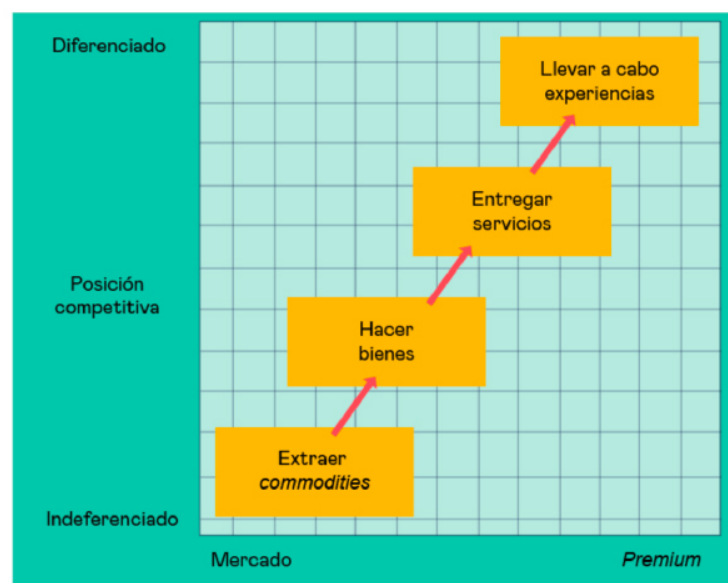 Diferenciado
Llevar a cabo
experiencias
Entregar
servicios
Posición
competitiva
Hacer
bienes
Extraer
commodities
Indeferenciado
Mercado
Premium